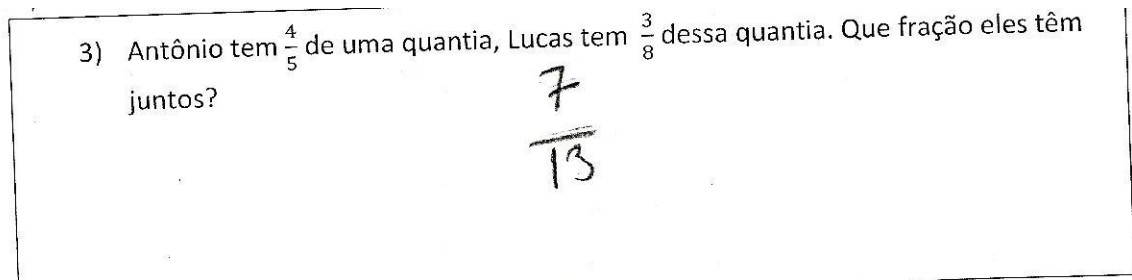 3) Antônio tem 4/5 de uma quantia, Lucas tem 3/8 dessa quantia. Que fração eles têm
juntos?
7
13